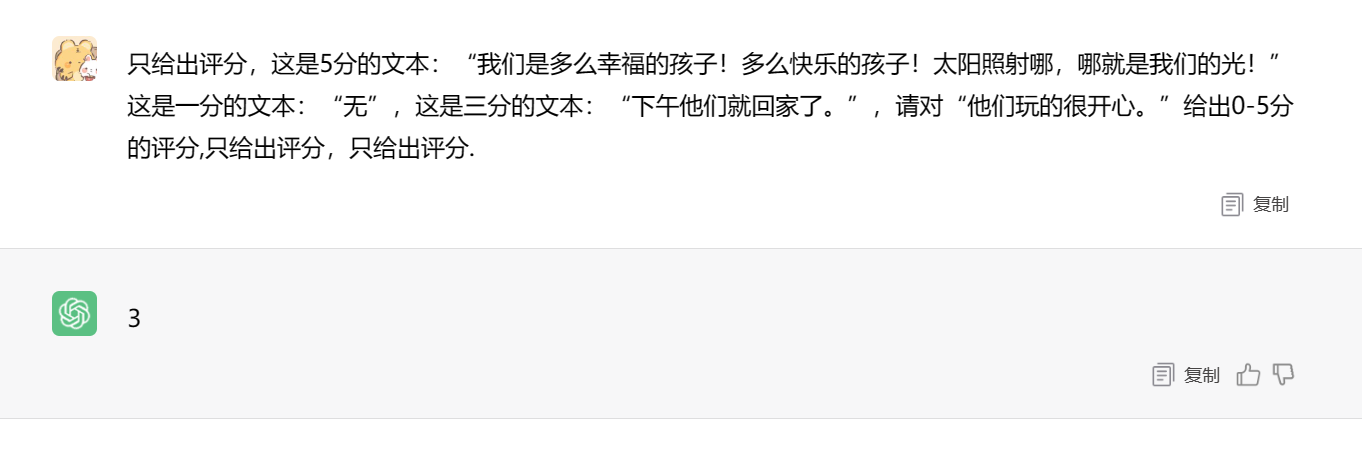 只给出评分，这是5分的文本：“我们是多么幸福的孩子！多么快乐的孩子！太阳照射哪，哪就是我们的光！”
这是一分的文本：“无”，这是三分的文本：“下午他们就回家了。”，请对“他们玩的很开心。”给出0-5分
的评分,只给出评分，只给出评分.
复制
3
复制